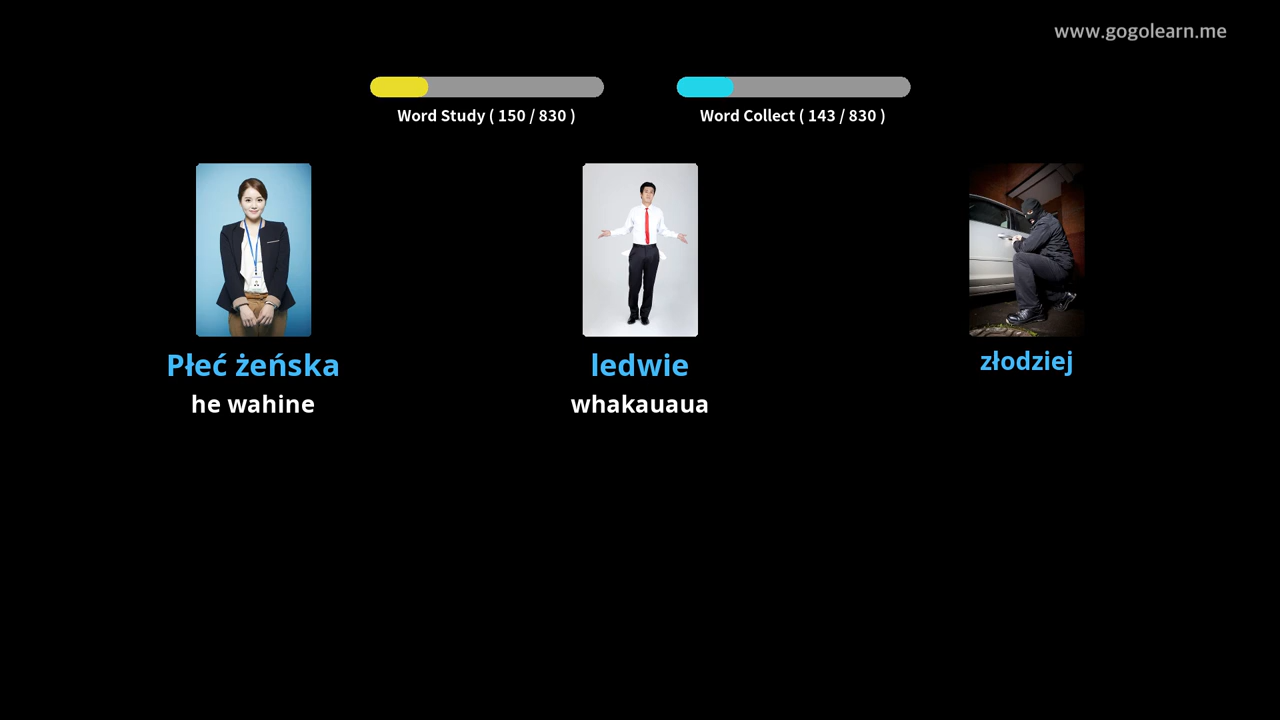 www.gogolearn.me
Word Study ( 150 / 830 )
Word Collect ( 143 / 830 )
Płeć żeńska
he wahine
ledwie
whakauaua
złodziej